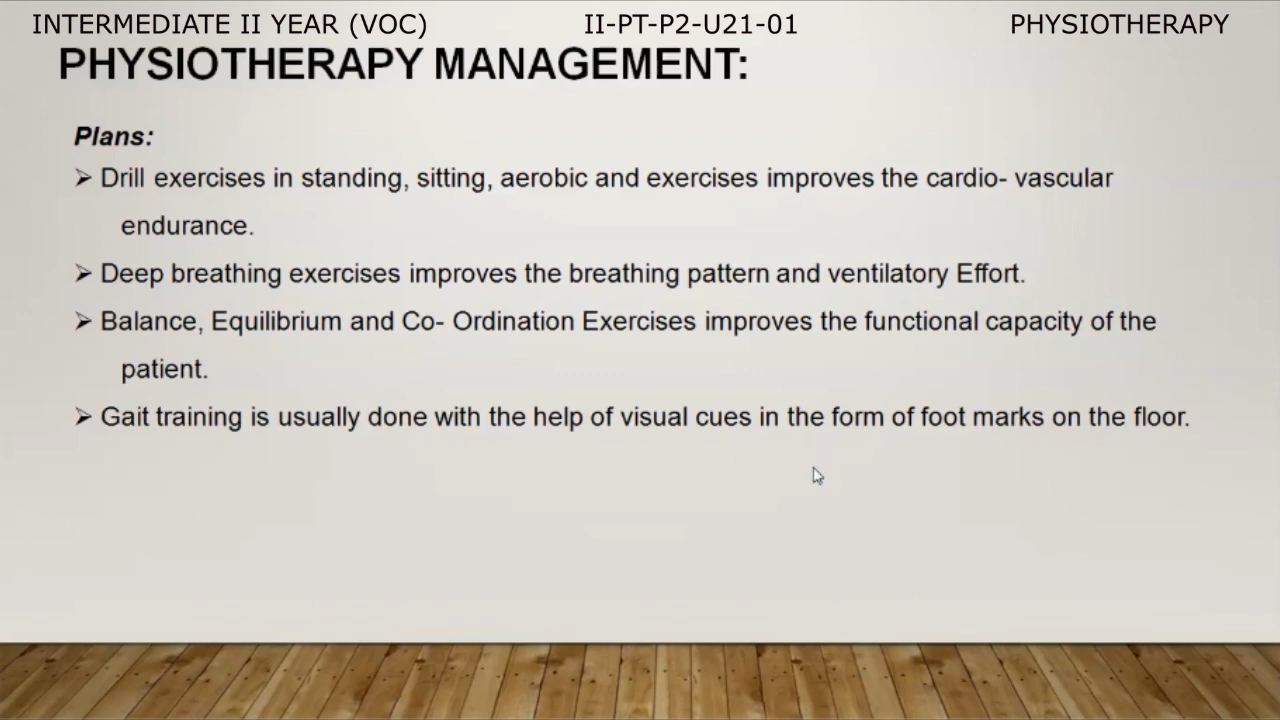 INTERMEDIATE II YEAR (VOC) II-PT-P2-U21-01 PHYSIOTHERAPY
PHYSIOTHERAPY MANAGEMENT:
Plans:
➢ Drill exercises in standing, sitting, aerobic and exercises improves the cardio- vascular
endurance.
➢ Deep breathing exercises improves the breathing pattern and ventilatory Effort.
➢ Balance, Equilibrium and Co- Ordination Exercises improves the functional capacity of the
patient.
➢ Gait training is usually done with the help of visual cues in the form of foot marks on the floor.